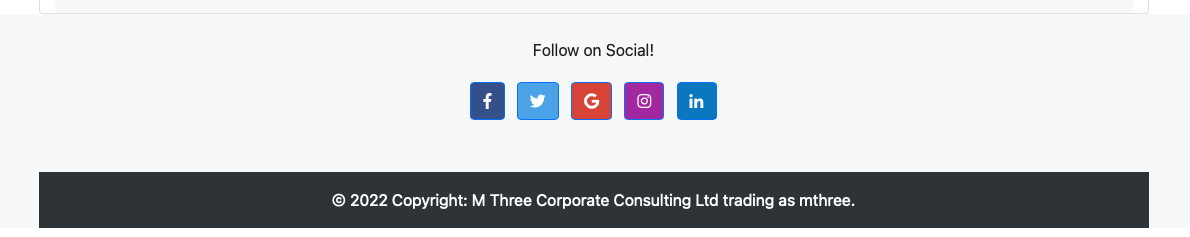 Follow on Social!
© 2022 Copyright: M Three Corporate Consulting Ltd trading as mthree.